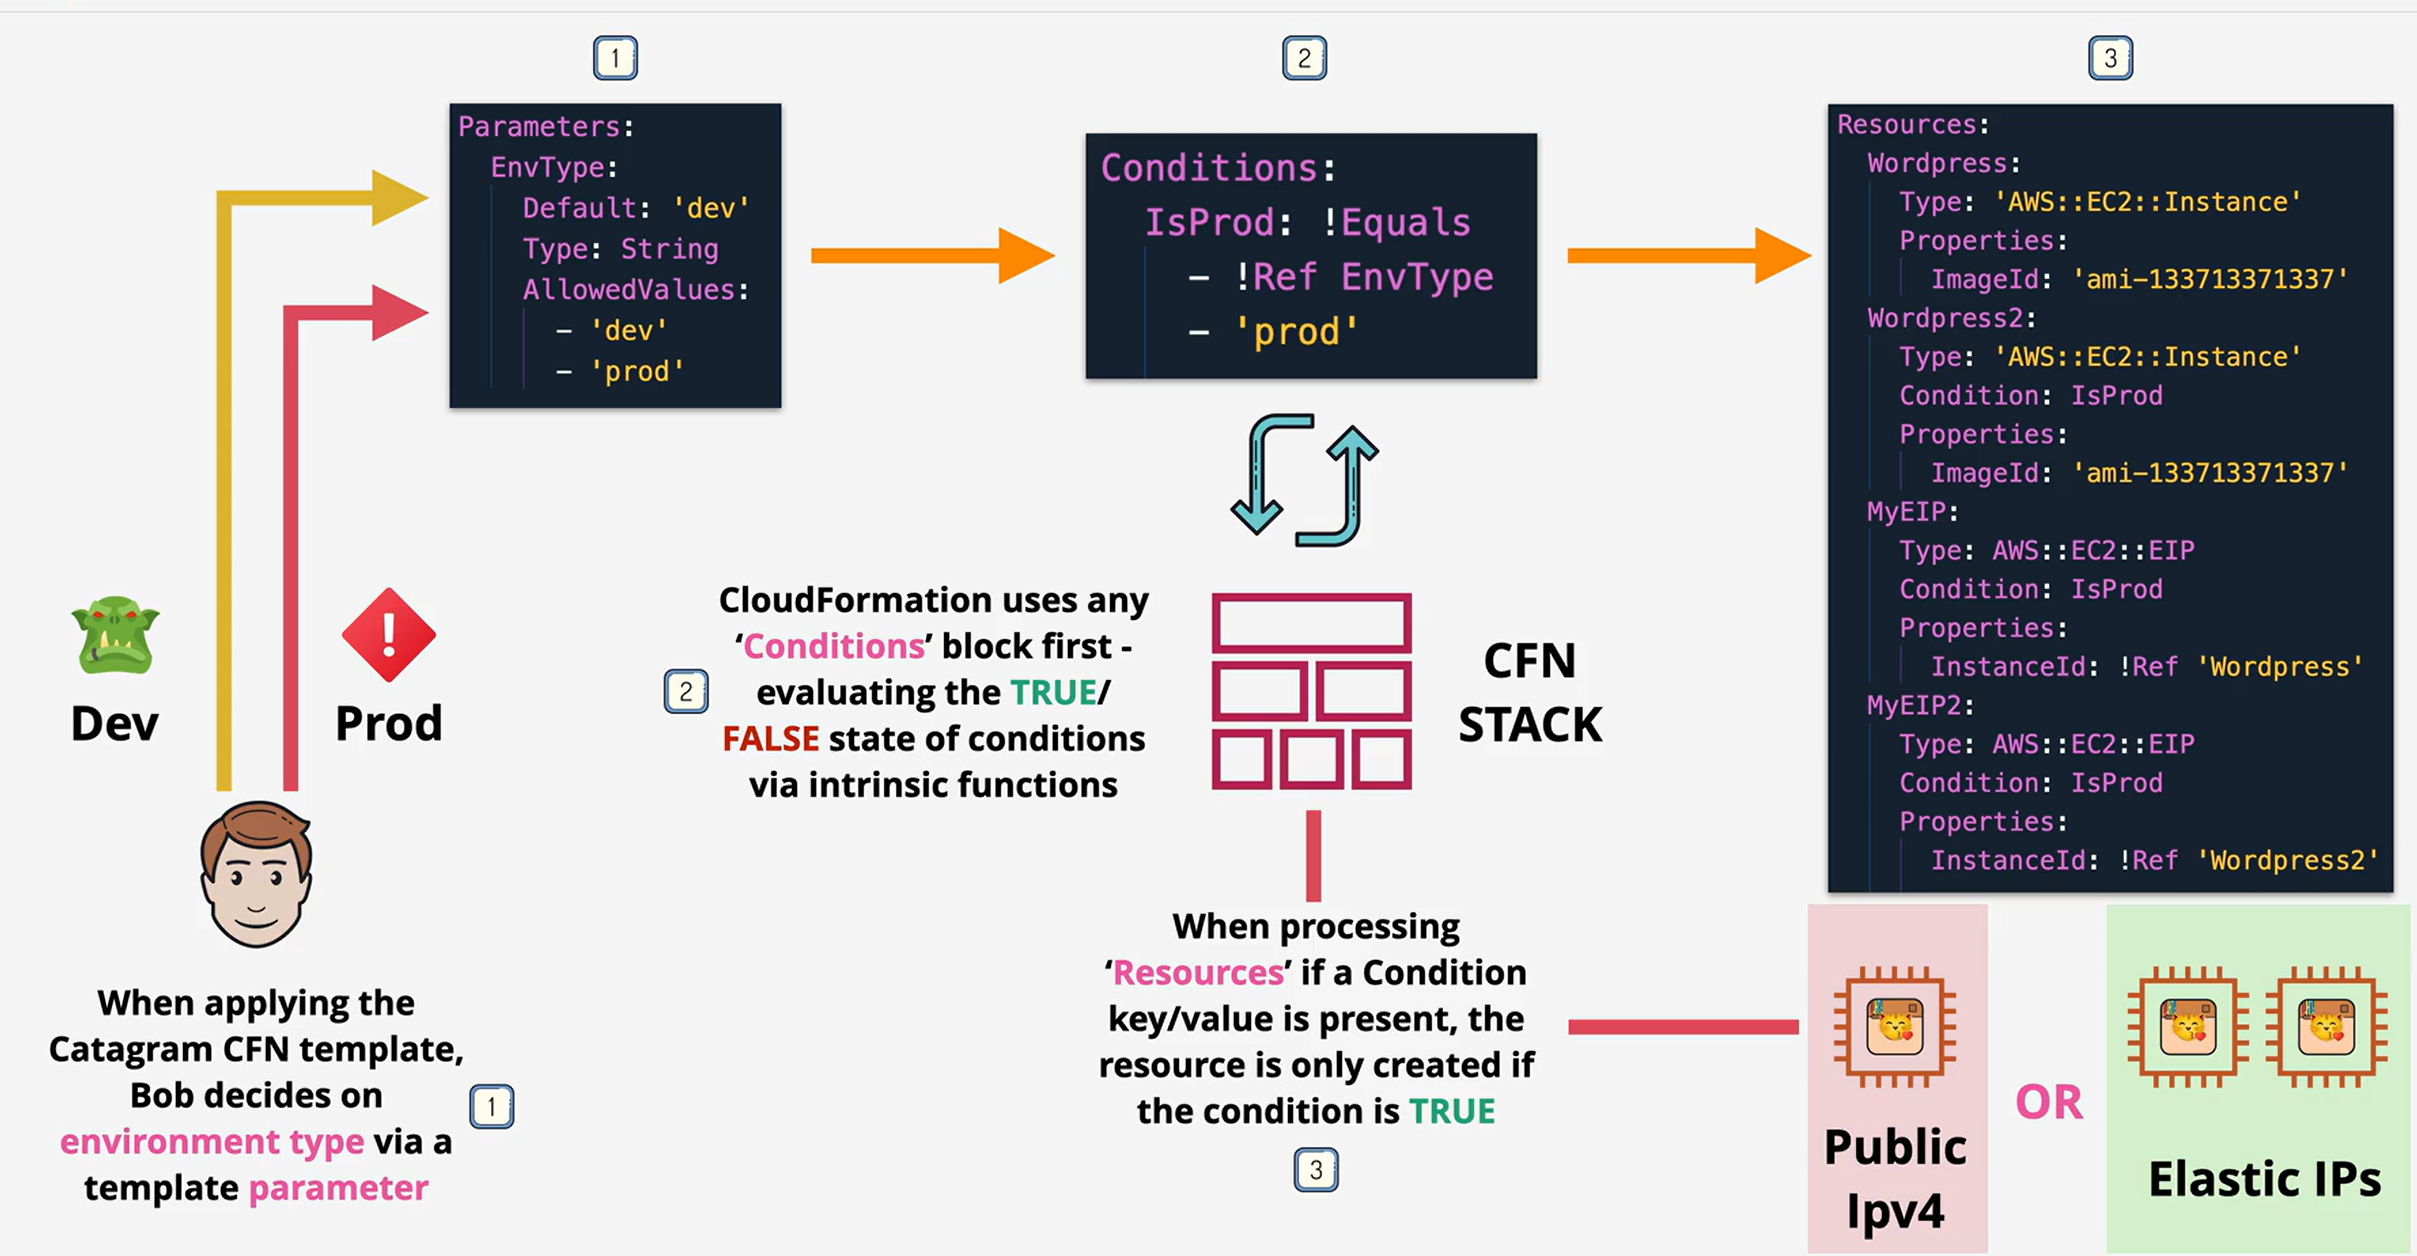 1
Parameters:
EnvType:
Default: 'dev'
Type: String
AllowedValues:
– 'dev'
– 'prod'
2
Conditions:
IsProd: !Equals
– !Ref EnvType
– 'prod'
3
Resources:
Wordpress:
Type: 'AWS::EC2::Instance'
Properties:
ImageId: 'ami-133713371337'
Wordpress2:
Type: 'AWS::EC2::Instance'
Condition: IsProd
Properties:
ImageId: 'ami-133713371337'
MyEIP:
Type: AWS::EC2::EIP
Condition: IsProd
Properties:
InstanceId: !Ref 'Wordpress'
MyEIP2:
Type: AWS::EC2::EIP
Condition: IsProd
Properties:
InstanceId: !Ref 'Wordpress2'
Dev
Prod
When applying the
Catagram CFN template,
Bob decides on
environment type via a
template parameter
1
CloudFormation uses any
‘Conditions’ block first -
evaluating the TRUE/
FALSE state of conditions
via intrinsic functions
2
CFN
STACK
When processing
‘Resources’ if a Condition
key/value is present, the
resource is only created if
the condition is TRUE
3
Public
Ipv4
OR
Elastic IPs